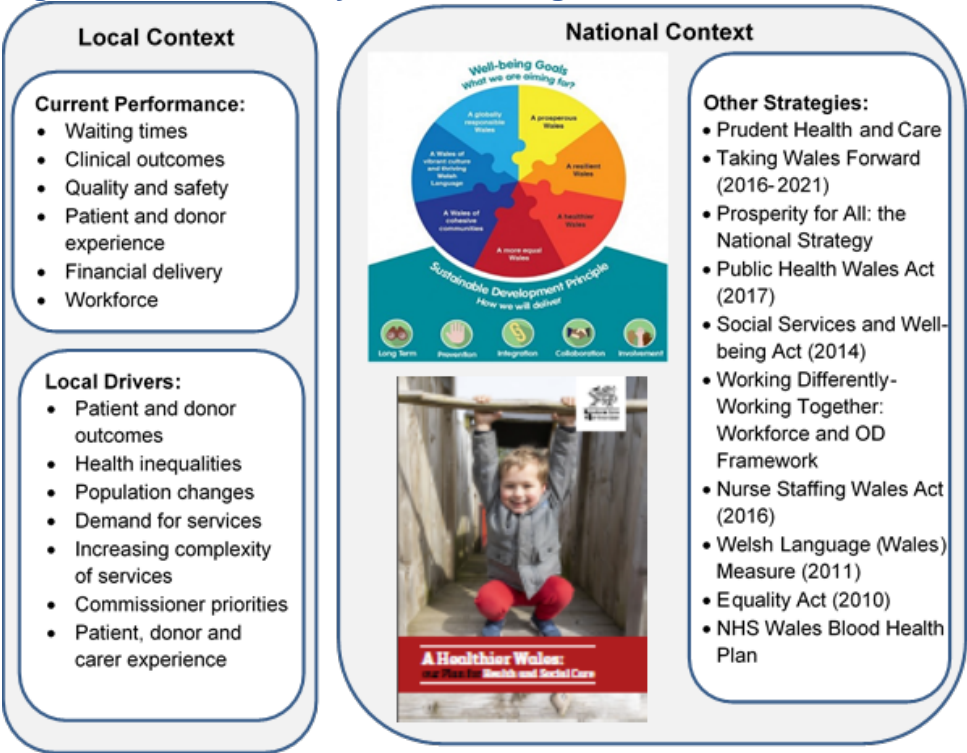 Local Context
Current Performance:
• Waiting times
• Clinical outcomes
• Quality and safety
• Patient and donor
experience
• Financial delivery
• Workforce
Local Drivers:
• Patient and donor
outcomes
• Health inequalities
• Population changes
• Demand for services
• Increasing complexity
of services
• Commissioner priorities
• Patient, donor and
carer experience
National Context
Well-being Goals
What we are aiming for?
A prosperous
Wales
A resilient
Wales
A healthier
Wales
A more equal
Wales
A Wales of
cohesive
communities
A Wales of
vibrant culture
and thriving
Welsh
Language
A globally
responsible
Wales
Sustainable Development Principle
How we will deliver
Long Term
Prevention
Integration
Collaboration
Involvement
A Healthier Wales:
our Plan for Health and Social Care
Other Strategies:
• Prudent Health and Care
• Taking Wales Forward
(2016-2021)
• Prosperity for All: the
National Strategy
• Public Health Wales Act
(2017)
• Social Services and Well-
being Act (2014)
• Working Differently-
Working Together:
Workforce and OD
Framework
• Nurse Staffing Wales Act
(2016)
• Welsh Language (Wales)
Measure (2011)
• Equality Act (2010)
• NHS Wales Blood Health
Plan